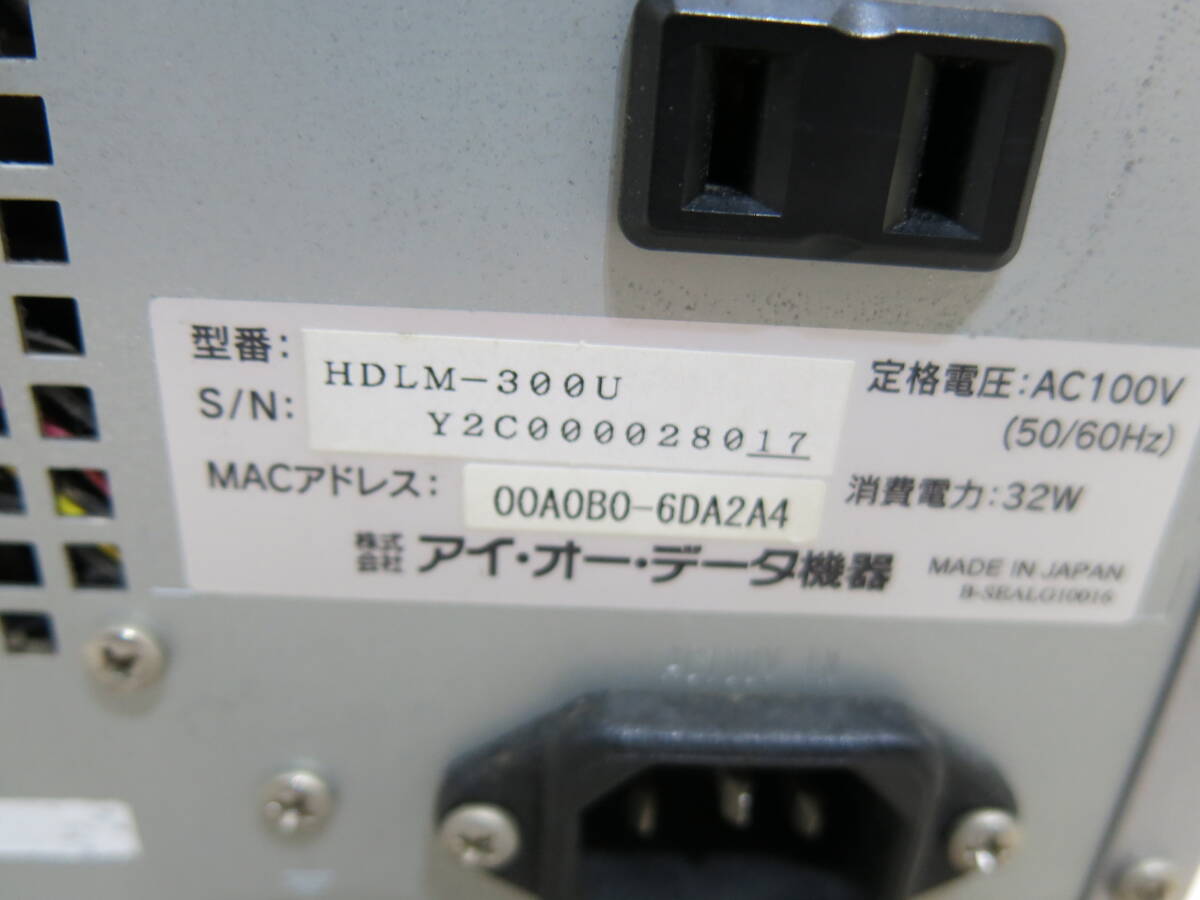 型番: HDLM-300U
S/N: Y2C00002８017
MACアドレス: 00A0B0-6DA2A4
定格電圧:AC100V
(50/60Hz)
消費電力:32W
株式会社 アイ・オー・データ機器
MADE IN JAPAN
B-SEALG10016